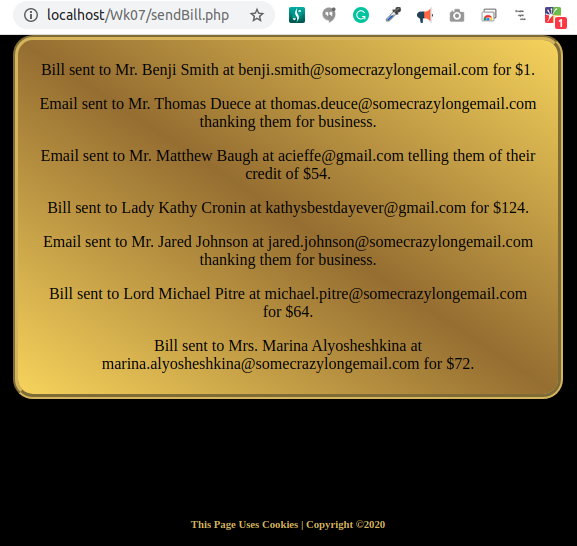 localhost/Wk07/sendBill.php
1
Bill sent to Mr. Benji Smith at benji.smith@somecrazylongemail.com for $1.
Email sent to Mr. Thomas Duece at thomas.deuce@somecrazylongemail.com
thanking them for business.
Email sent to Mr. Matthew Baugh at acieffe@gmail.com telling them of their
credit of $54.
Bill sent to Lady Kathy Cronin at kathysbestdayever@gmail.com for $124.
Email sent to Mr. Jared Johnson at jared.johnson@somecrazylongemail.com
thanking them for business.
Bill sent to Lord Michael Pitre at michael.pitre@somecrazylongemail.com
for $64.
Bill sent to Mrs. Marina Alyosheshkina at
marina.alyosheshkina@somecrazylongemail.com for $72.
This Page Uses Cookies | Copyright ©2020